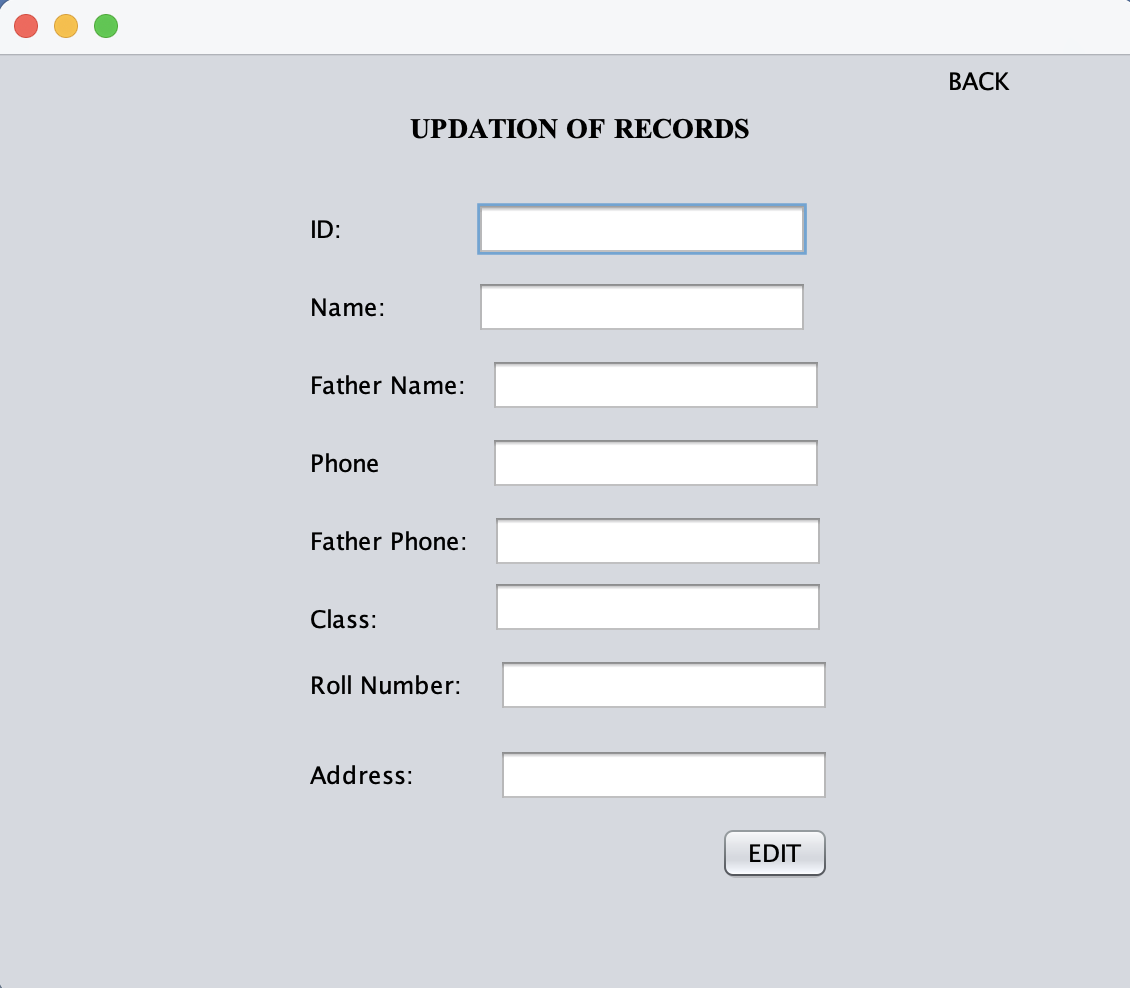 BACK
UPDATION OF RECORDS
ID:
Name:
Father Name:
Phone
Father Phone:
Class:
Roll Number:
Address:
EDIT